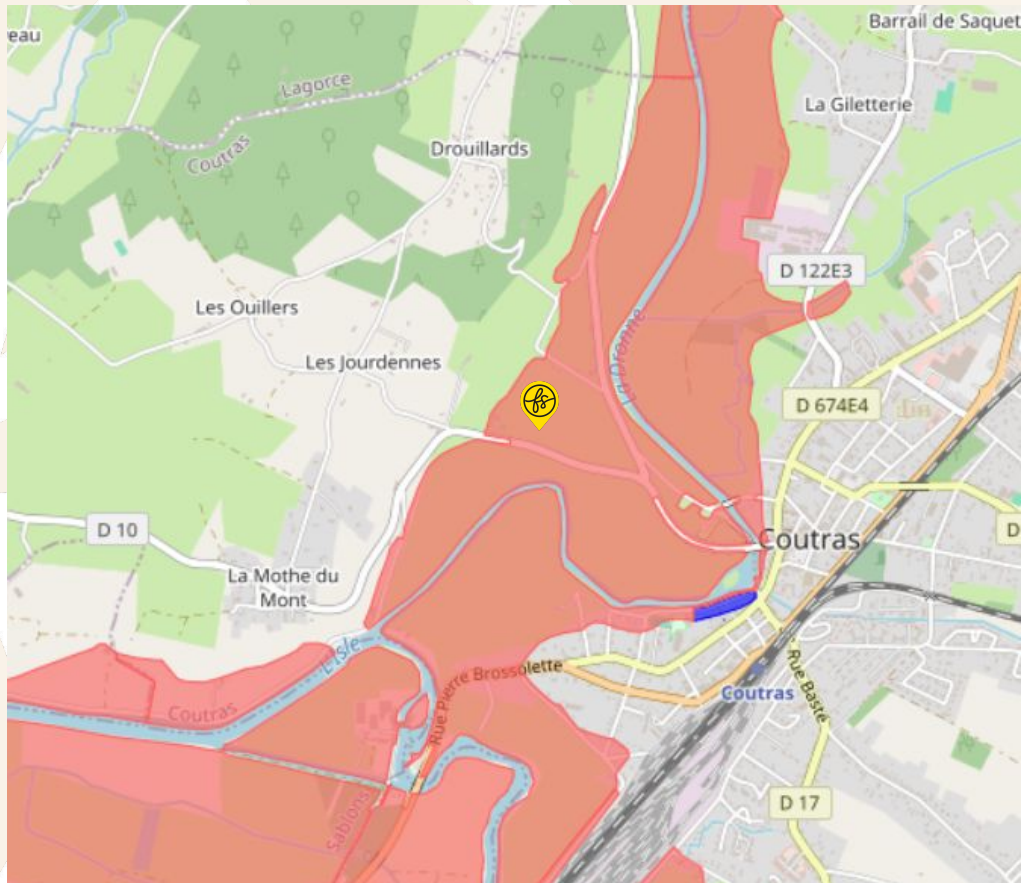 eau
Barrail de Saquet
La Giletterie
Lagorce
Coutras
Drouillards
D 122E3
Les Ouillers
Les Jourdennes
La Dronne
fs
D 674E4
D 10
Coutras
D
La Mothe du
Mont
L'Isle
Rue Pierre Brossolette
Coutras
Rue Basté
Coutras
Sablons
D 17